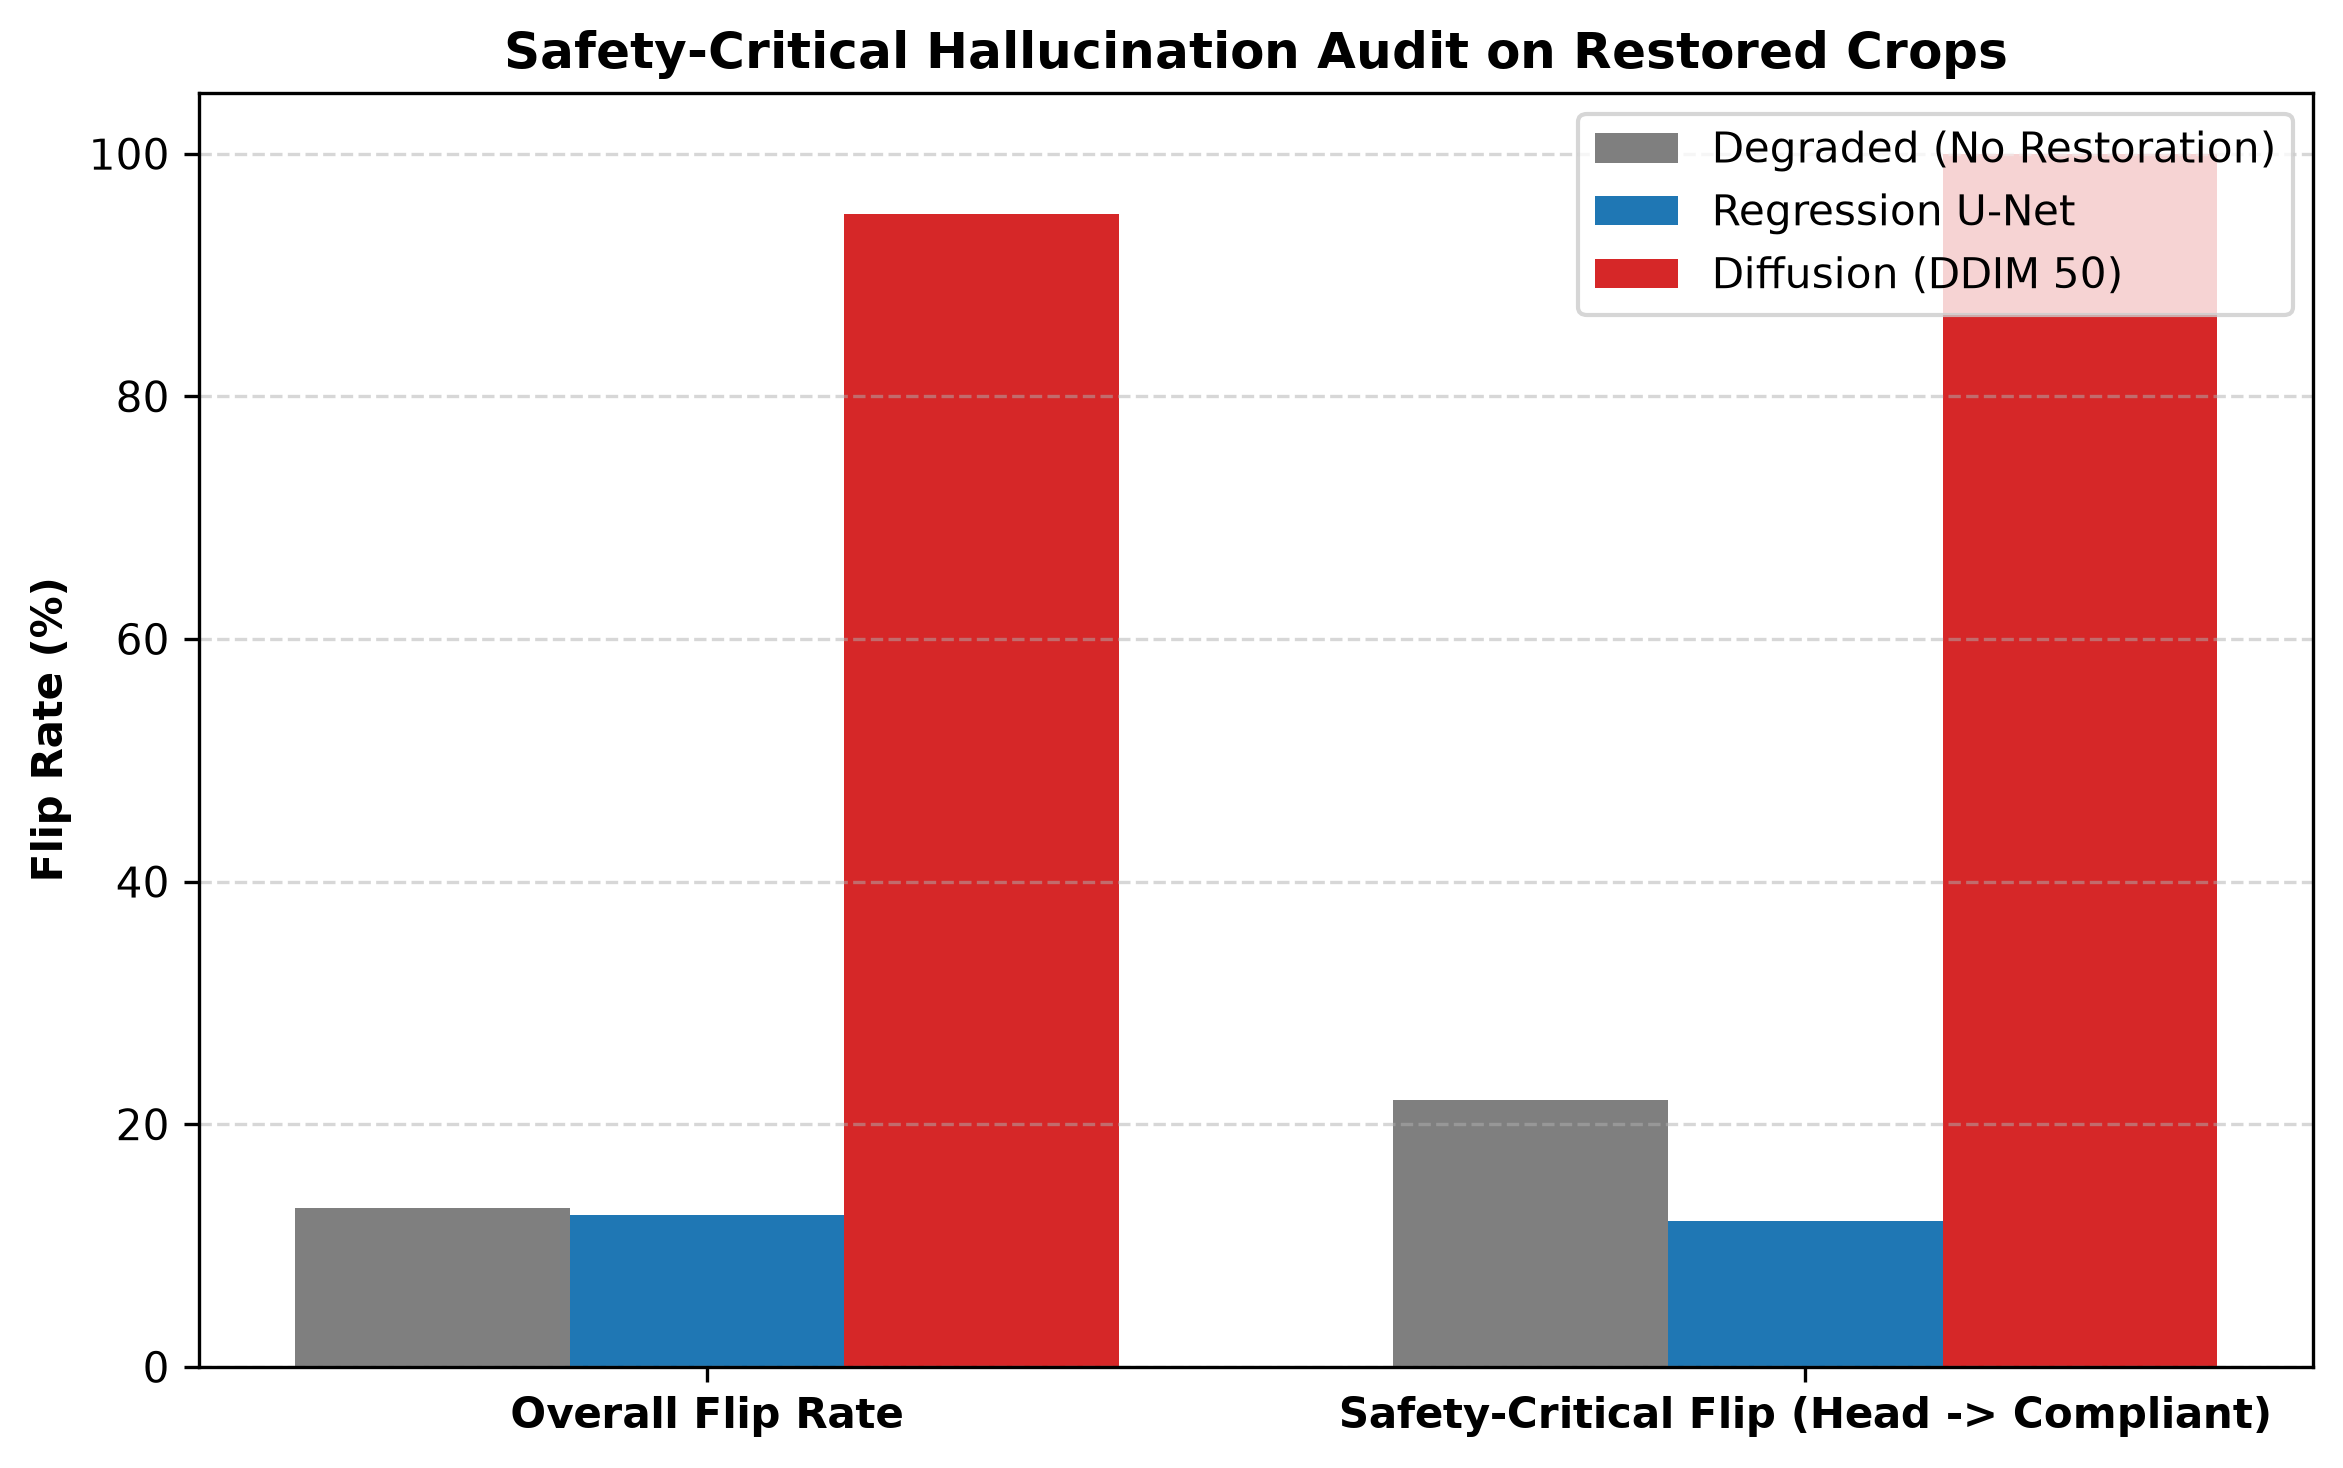 Safety-Critical Hallucination Audit on Restored Crops
Degraded (No Restoration)
Regression U-Net
Diffusion (DDIM 50)
Flip Rate (%)
100
80
60
40
20
0
Overall Flip Rate
Safety-Critical Flip (Head -> Compliant)